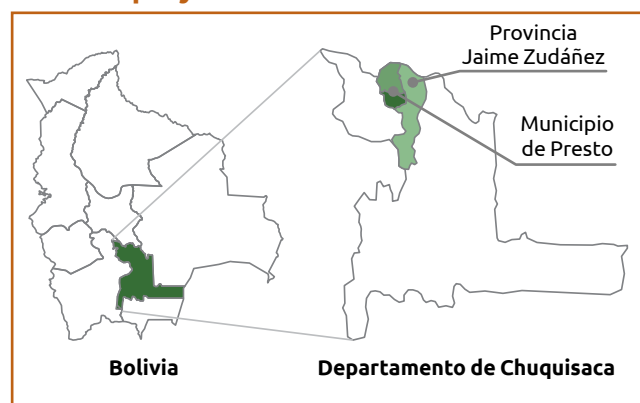 Provincia
Jaime Zudáñez
Municipio
de Presto
Bolivia
Departamento de Chuquisaca